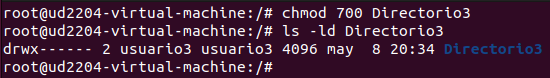 root@ud2204-virtual-machine:/# chmod 700 Directorio3
root@ud2204-virtual-machine:/# ls -ld Directorio3
drwx------ 2 usuario3 usuario3 4096 may  8 20:34 Directorio3
root@ud2204-virtual-machine:/#